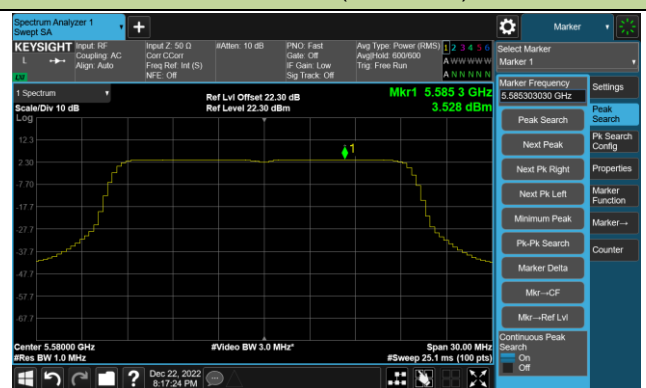 Spectrum Analyzer 1
Swept SA
Marker
KEYSIGHT
L
Input: RF
Coupling: AC
Align: Auto
Input Z: 50 Ω
Corr CCorr
Freq Ref: Int (S)
NFE: Off
#Atten: 10 dB
PNO: Fast
Gate: Off
IF Gain: Low
Sig Track: Off
Avg Type: Power (RMS)
Avg|Hold: 600/600
Trig: Free Run
1 2 3 4 5 6
A W W W W W
A N N N N N
Select Marker
Marker 1
1 Spectrum
Scale/Div 10 dB
Log
Ref Lvl Offset 22.30 dB
Ref Level 22.30 dBm
Mkr1 5.585 3 GHz
3.528 dBm
12.3
2.30
-7.70
-17.7
-27.7
-37.7
-47.7
-57.7
-67.7
1
Center 5.58000 GHz
#Res BW 1.0 MHz
#Video BW 3.0 MHz*
Span 30.00 MHz
#Sweep 25.1 ms (100 pts)
Marker Frequency
5.585303030 GHz
Peak Search
Next Peak
Next Pk Right
Next Pk Left
Minimum Peak
Pk-Pk Search
Marker Delta
Mkr→CF
Mkr→Ref Lvl
Continuous Peak
Search
On
Off
Settings
Peak
Search
Pk Search
Config
Properties
Marker
Function
Marker→
Counter
Dec 22, 2022
8:17:24 PM